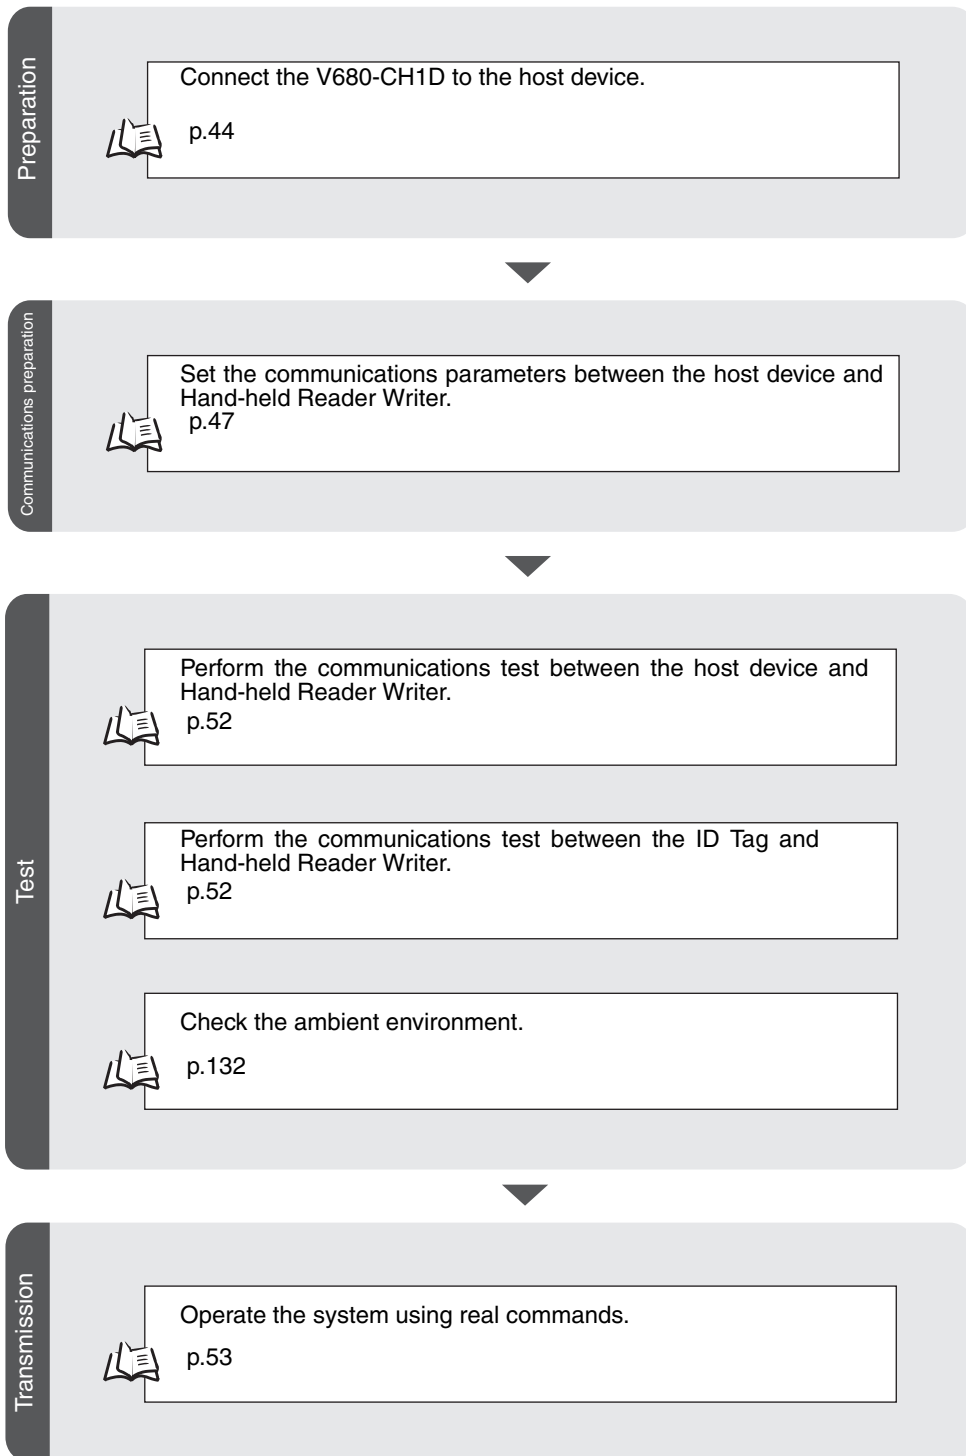 Preparation
Connect the V680-CH1D to the host device.
p.44
Communications preparation
Set the communications parameters between the host device and
Hand-held Reader Writer.
p.47
Test
Perform the communications test between the host device and
Hand-held Reader Writer.
p.52
Perform the communications test between the ID Tag and
Hand-held Reader Writer.
p.52
Check the ambient environment.
p.132
Transmission
Operate the system using real commands.
p.53